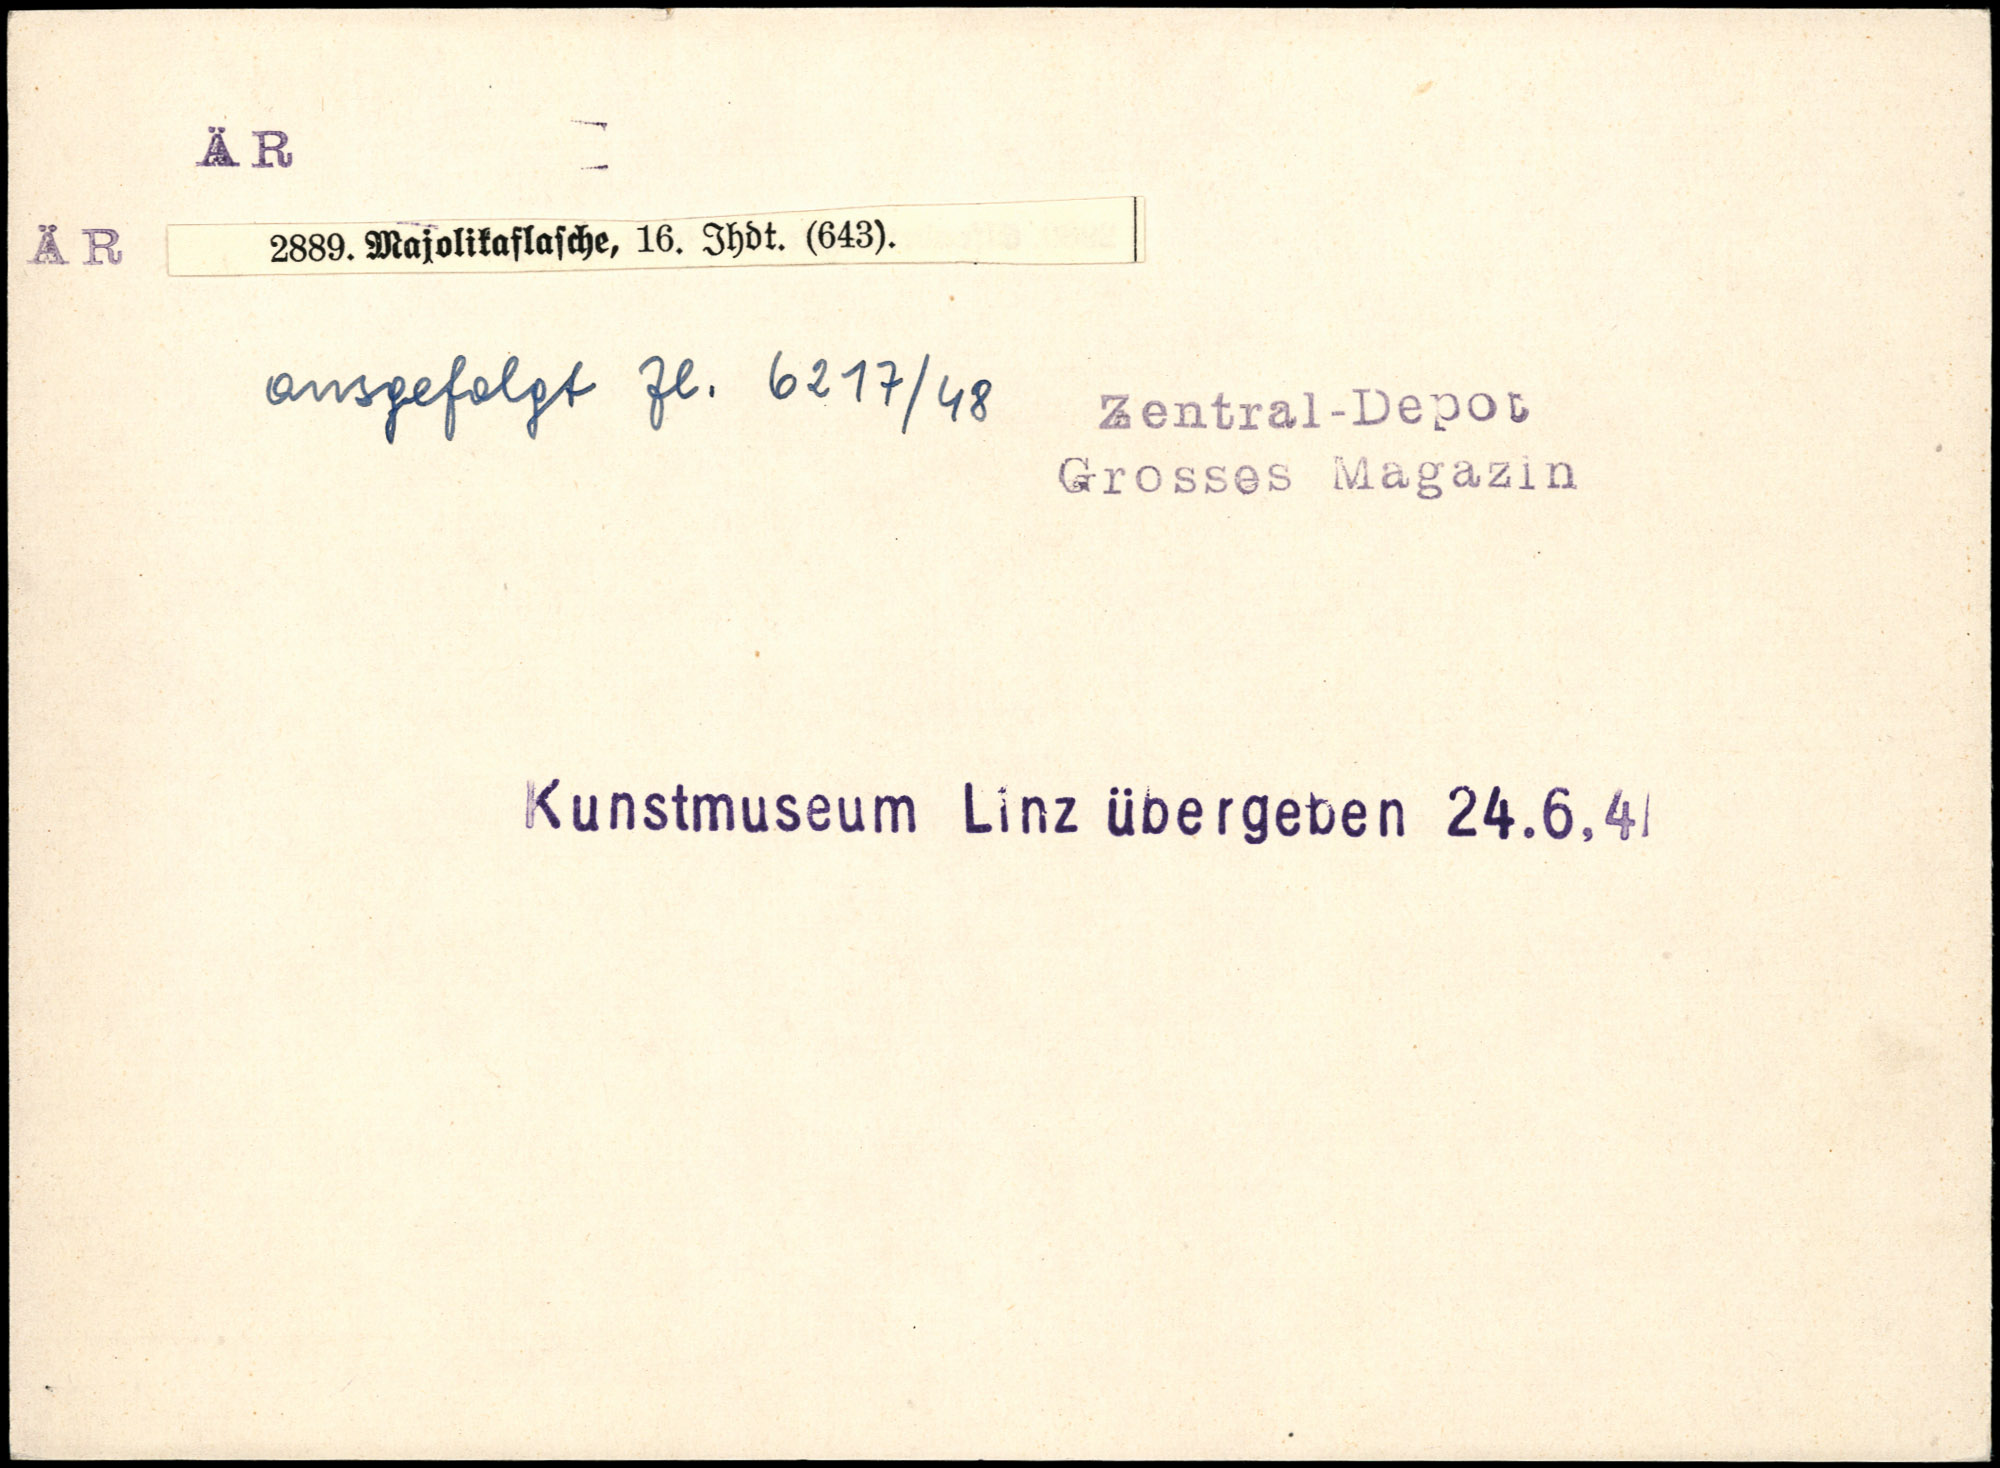 ÄR
ÄR
2889. Majolikaflasche, 16. Jhdt. (643).
ausgefolgt Zl. 6217/48
Zentral-Depot
Grosses Magazin
Kunstmuseum Linz übergeben 24.6.41